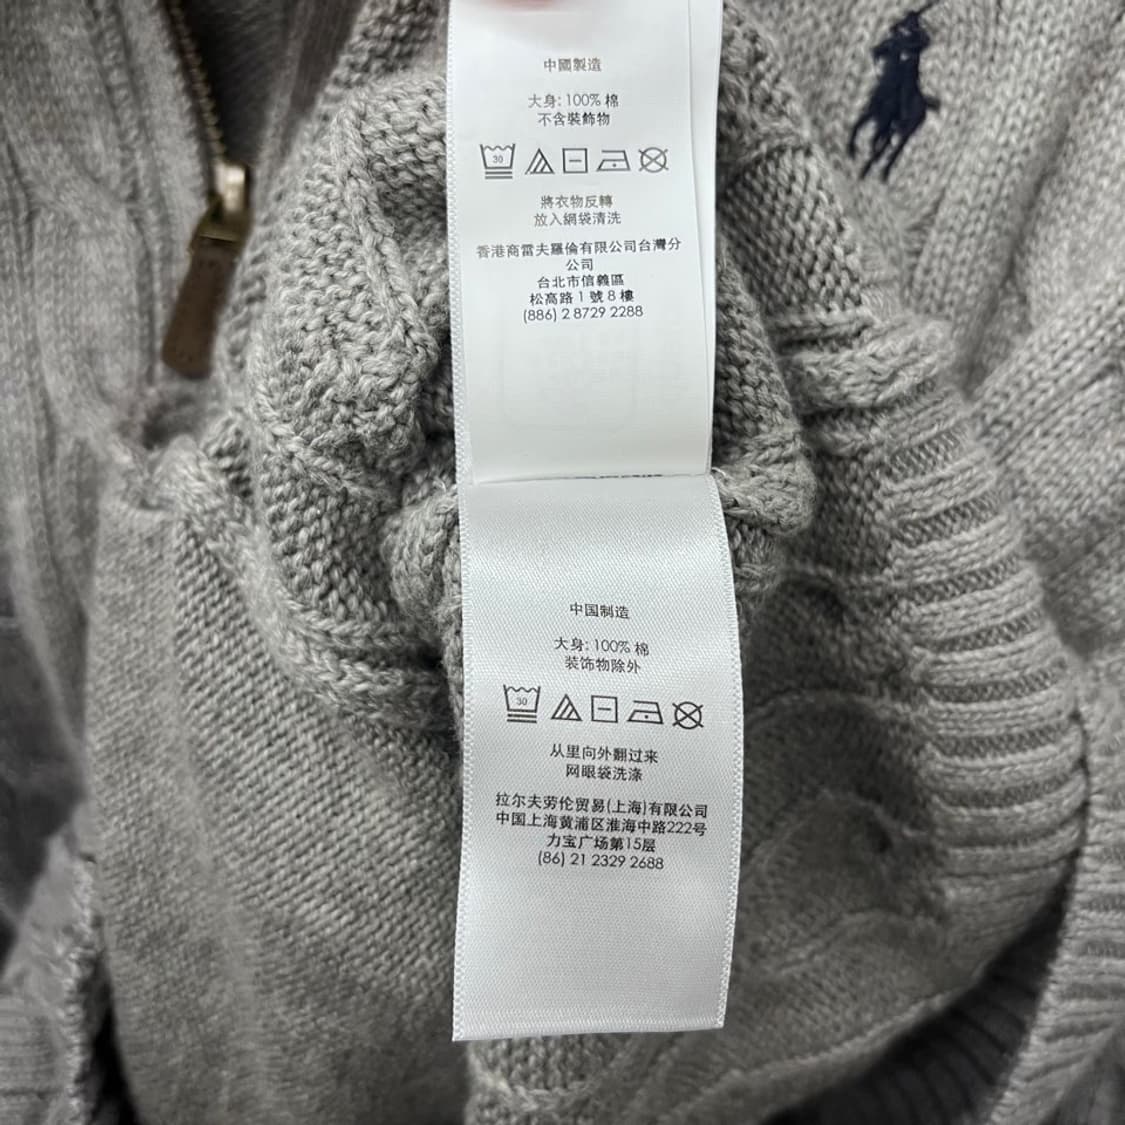 中國製造
大身: 100% 棉
不含裝飾物
30
將衣物反轉
放入網袋清洗
香港商雷夫羅倫有限公司台灣分
公司
台北市信義區
松高路 1 號 8 樓
(886) 2 8729 2288
中国制造
大身: 100% 棉
装饰物除外
30
从里向外翻过来
网眼袋洗涤
拉尔夫劳伦贸易(上海)有限公司
中国上海黄浦区淮海中路222号
力宝广场第15层
(86) 21 2329 2688